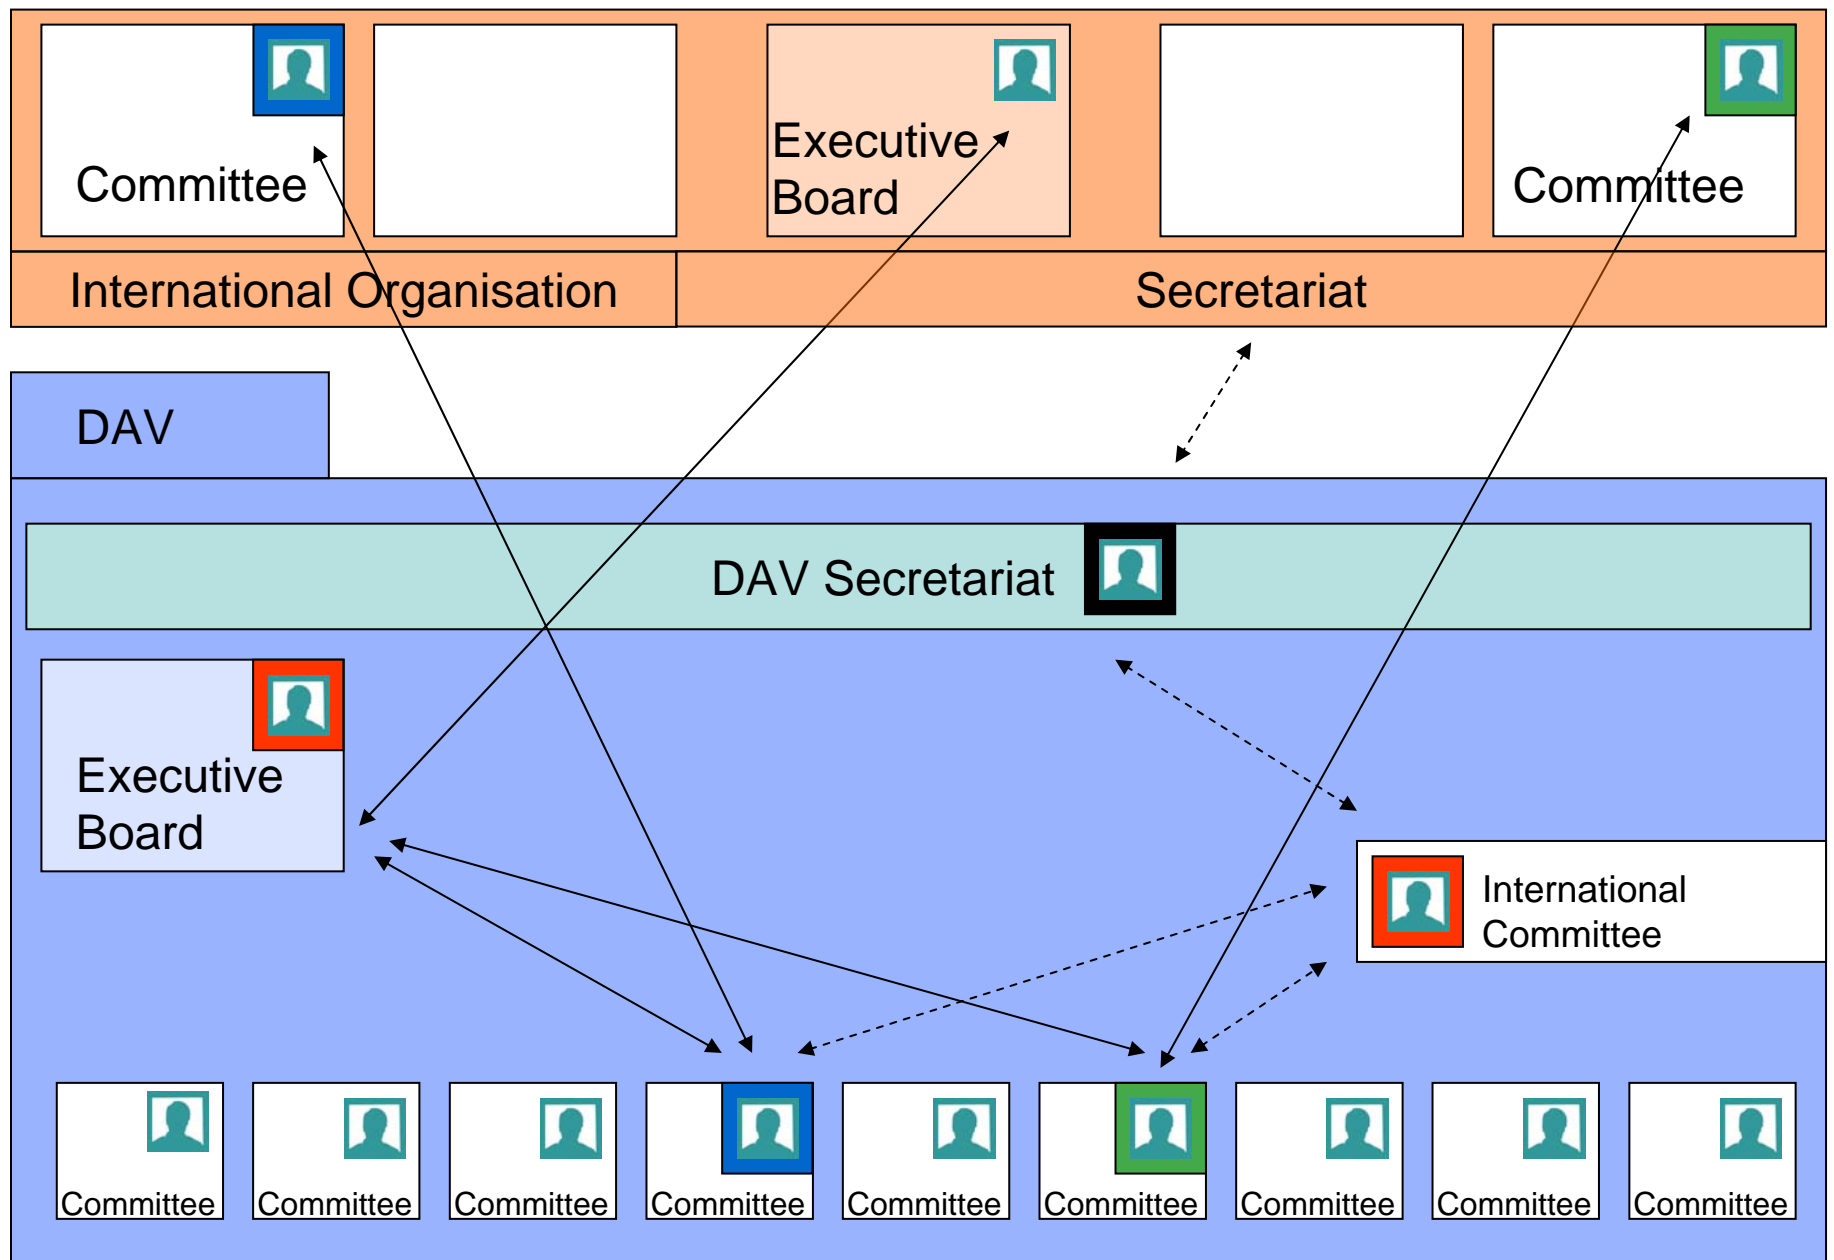 Committee
Executive
Board
Committee
International Organisation
Secretariat
DAV
DAV Secretariat
Executive
Board
International
Committee
Committee
Committee
Committee
Committee
Committee
Committee
Committee
Committee
Committee